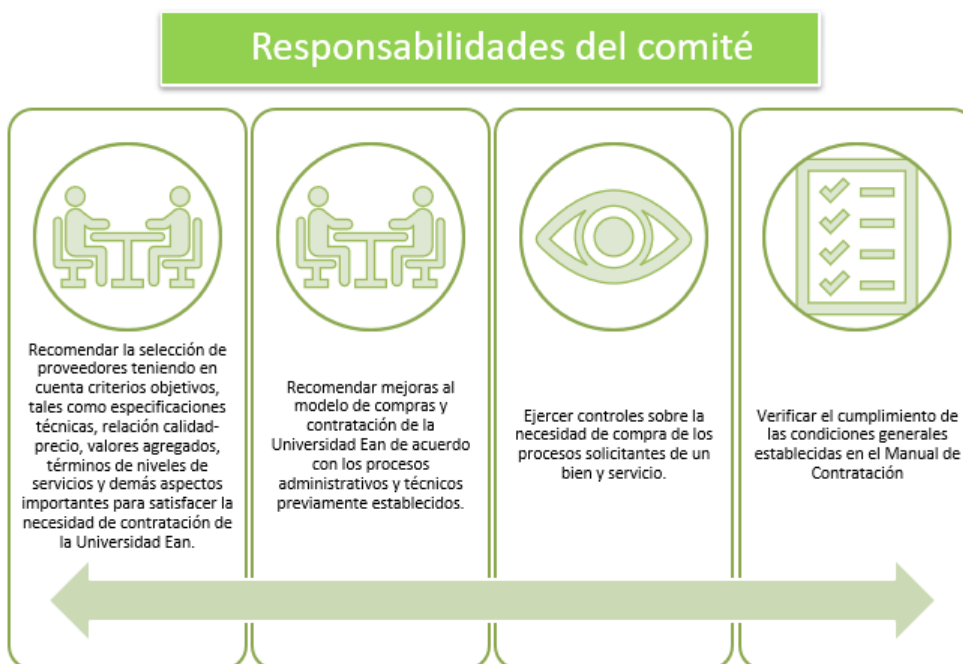 Responsabilidades del comité
Recomendar la selección de
proveedores teniendo en
cuenta criterios objetivos,
tales como especificaciones
técnicas, relación calidad-
precio, valores agregados,
términos de niveles de
servicios y demás aspectos
importantes para satisfacer la
necesidad de contratación de
la Universidad Ean.
Recomendar mejoras al
modelo de compras y
contratación de la
Universidad Ean de acuerdo
con los procesos
administrativos y técnicos
previamente establecidos.
Ejercer controles sobre la
necesidad de compra de los
procesos solicitantes de un
bien y servicio.
Verificar el cumplimiento de
las condiciones generales
establecidas en el Manual de
Contratación